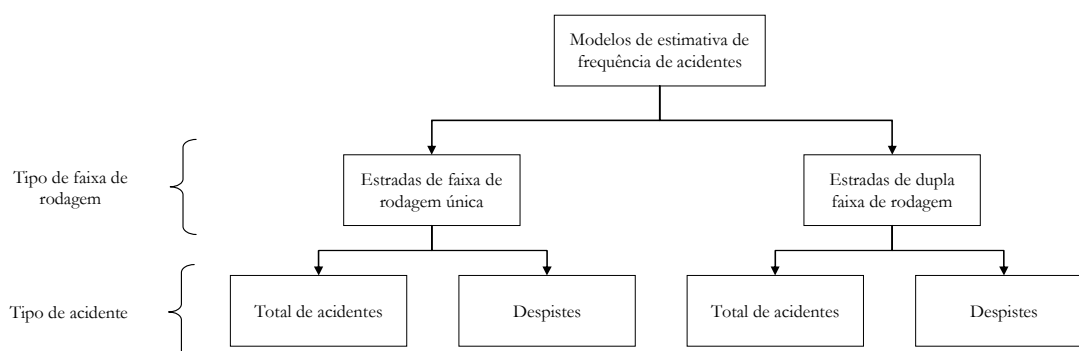 Modelos de estimativa de
frequência de acidentes
Tipo de faixa de
rodagem
Estradas de faixa de
rodagem única
Estradas de dupla
faixa de rodagem
Tipo de acidente
Total de acidentes
Despistes
Total de acidentes
Despistes